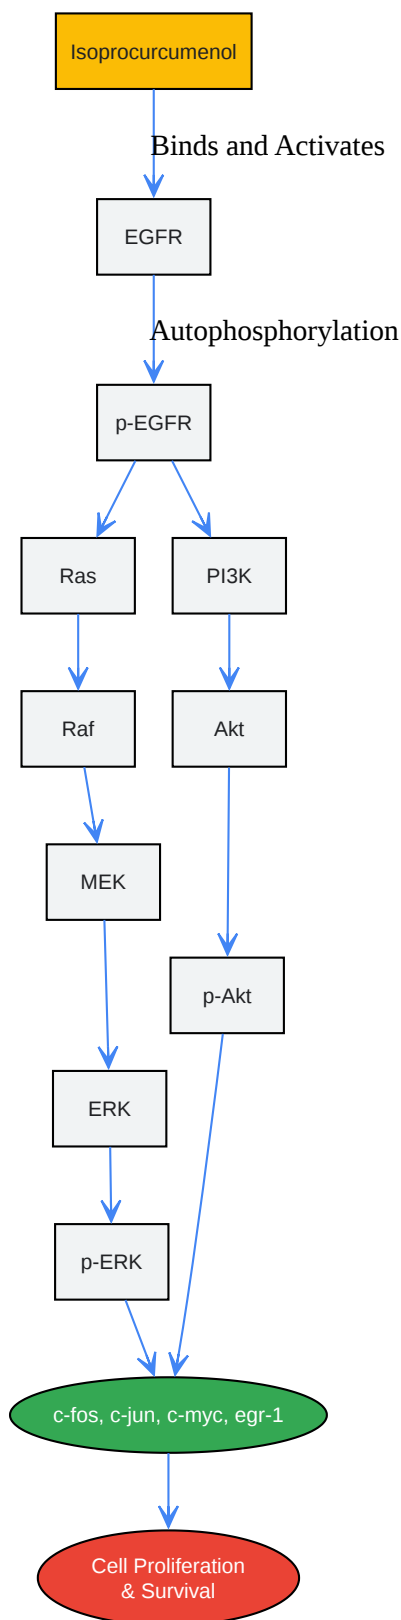 Isoprocurcumenol
Binds and Activates
EGFR
Autophosphorylation
p-EGFR
Ras
PI3K
Raf
Akt
MEK
p-Akt
ERK
p-ERK
c-fos, c-jun, c-myc, egr-1
Cell Proliferation
& Survival